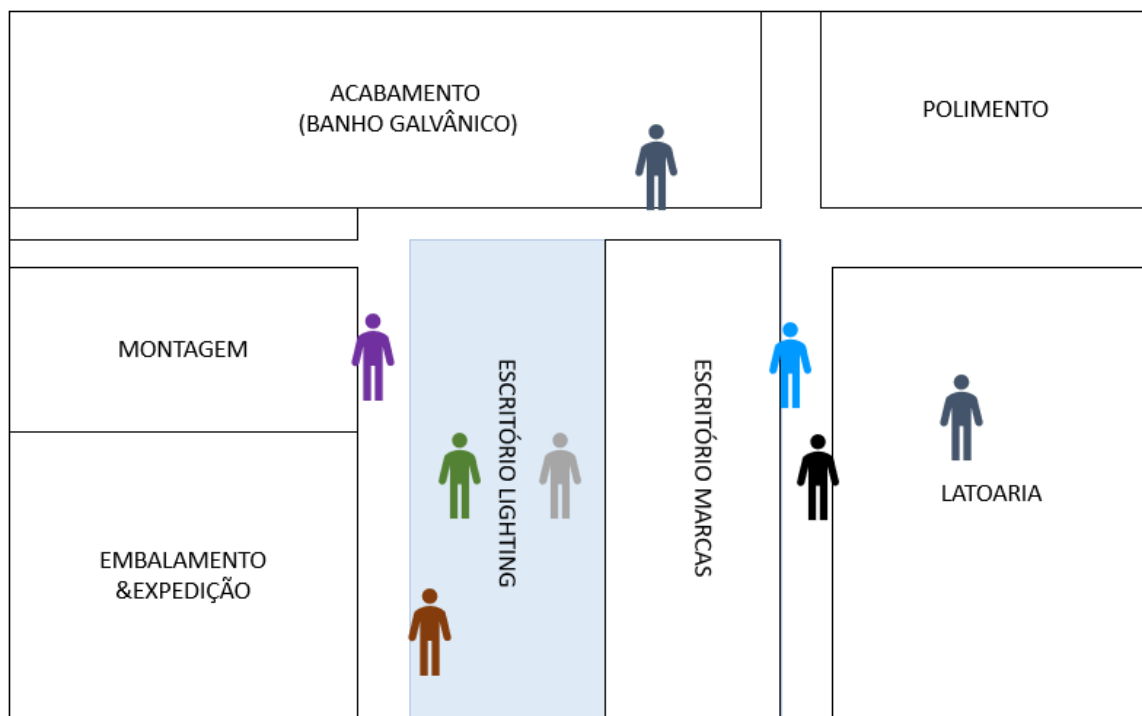 ACABAMENTO
(BANHO GALVÂNICO)
POLIMENTO
MONTAGEM
ESCRITÓRIO LIGHTING
ESCRITÓRIO MARCAS
LATOARIA
EMBALAMENTO
&EXPEDIÇÃO